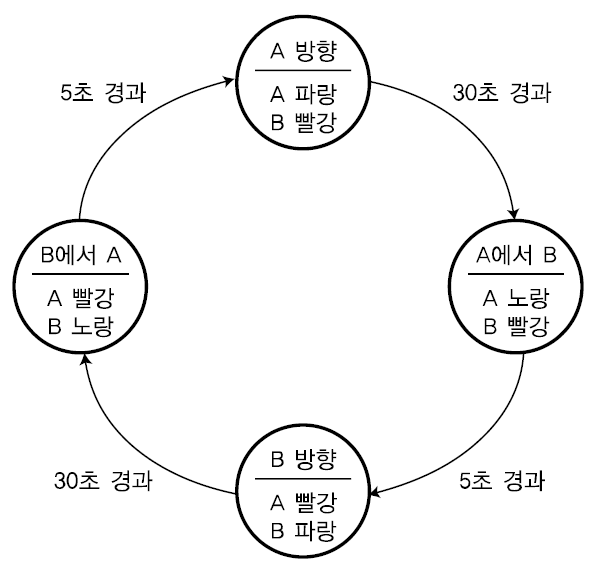 A 방향
A 파랑
B 빨강
5초 경과
30초 경과
B에서 A
A 빨강
B 노랑
A에서 B
A 노랑
B 빨강
B 방향
A 빨강
B 파랑
30초 경과
5초 경과